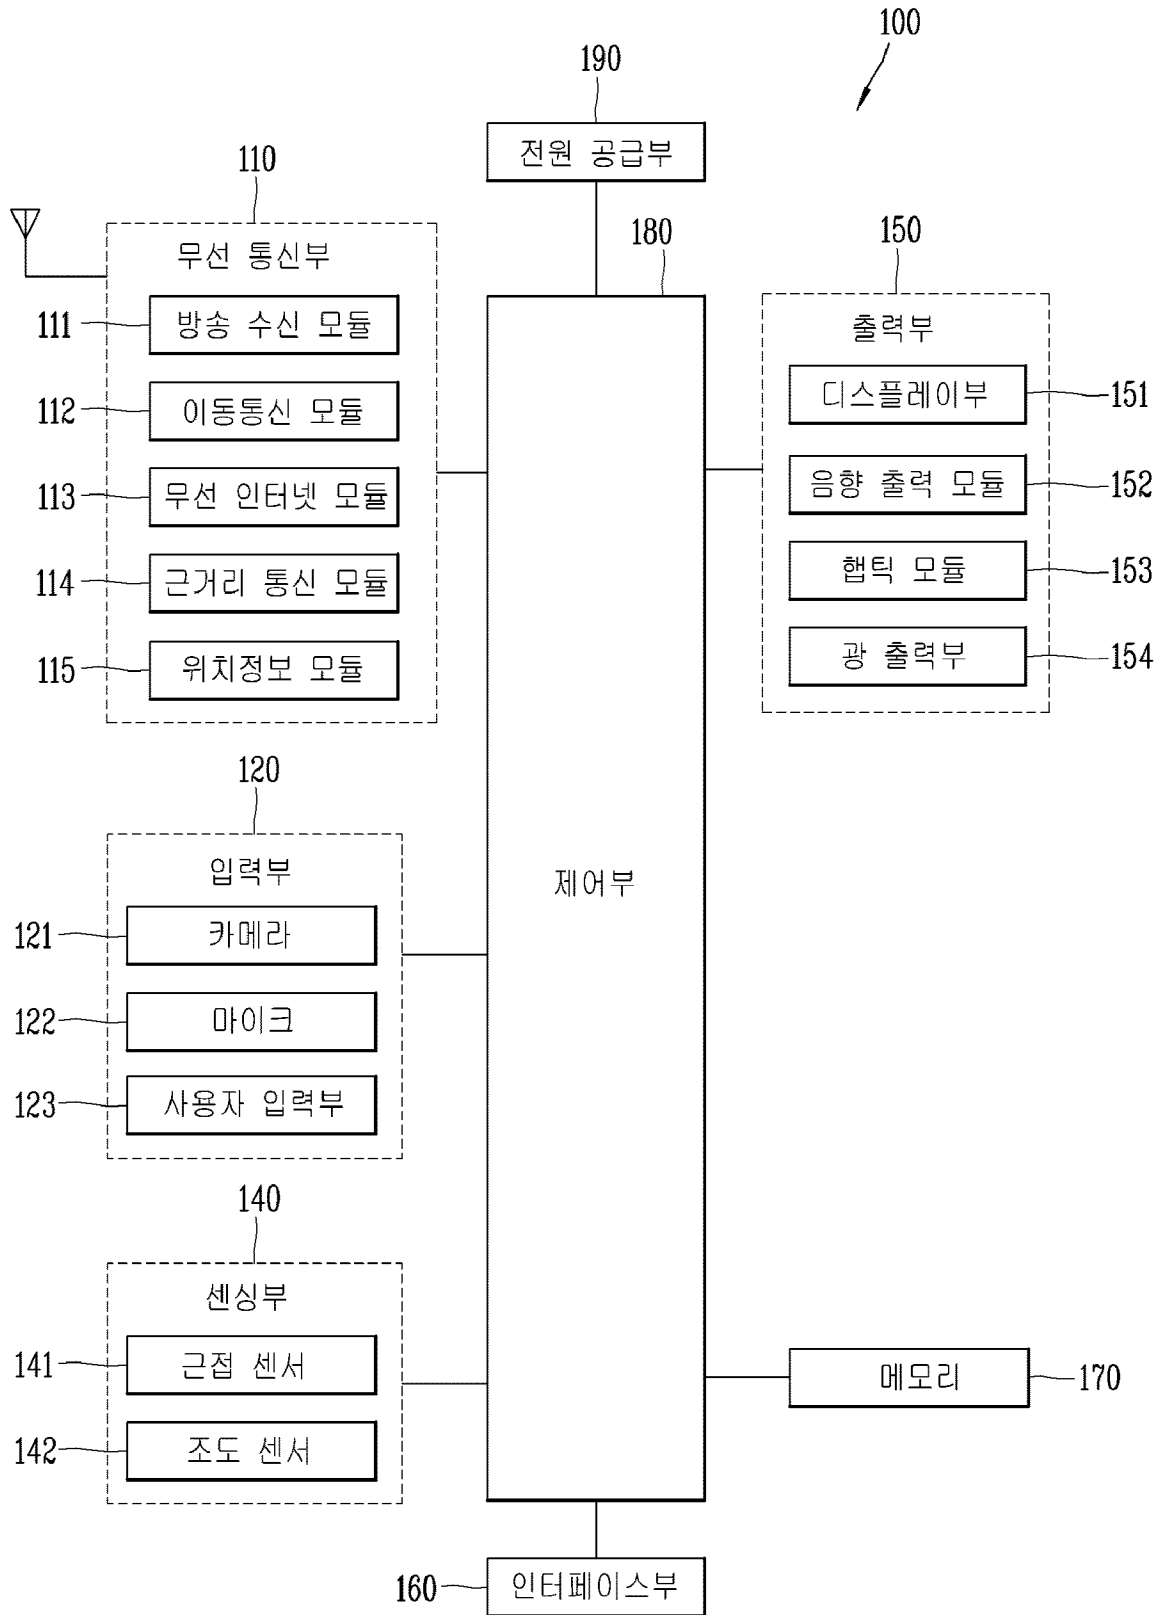 100
190
전원 공급부
110
무선 통신부
111 방송 수신 모듈
112 이동통신 모듈
113 무선 인터넷 모듈
114 근거리 통신 모듈
115 위치정보 모듈
180
제어부
150
출력부
디스플레이부 151
음향 출력 모듈 152
햅틱 모듈 153
광 출력부 154
120
입력부
121 카메라
122 마이크
123 사용자 입력부
140
센싱부
141 근접 센서
142 조도 센서
메모리 170
160 인터페이스부